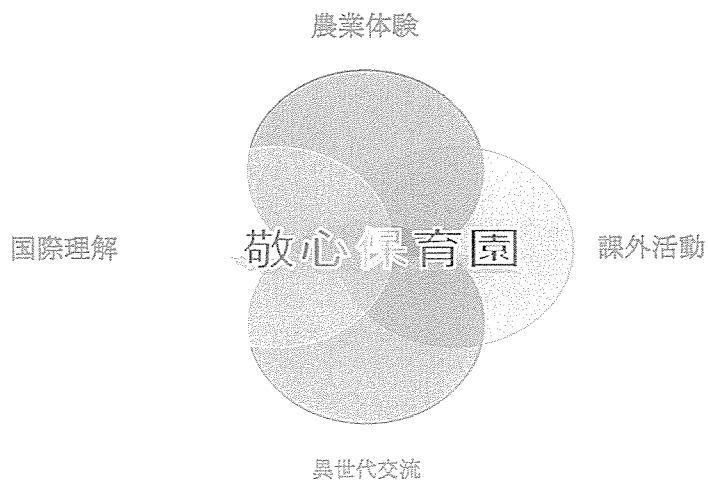 農業体験
国際理解
敬心保育園
課外活動
異世代交流